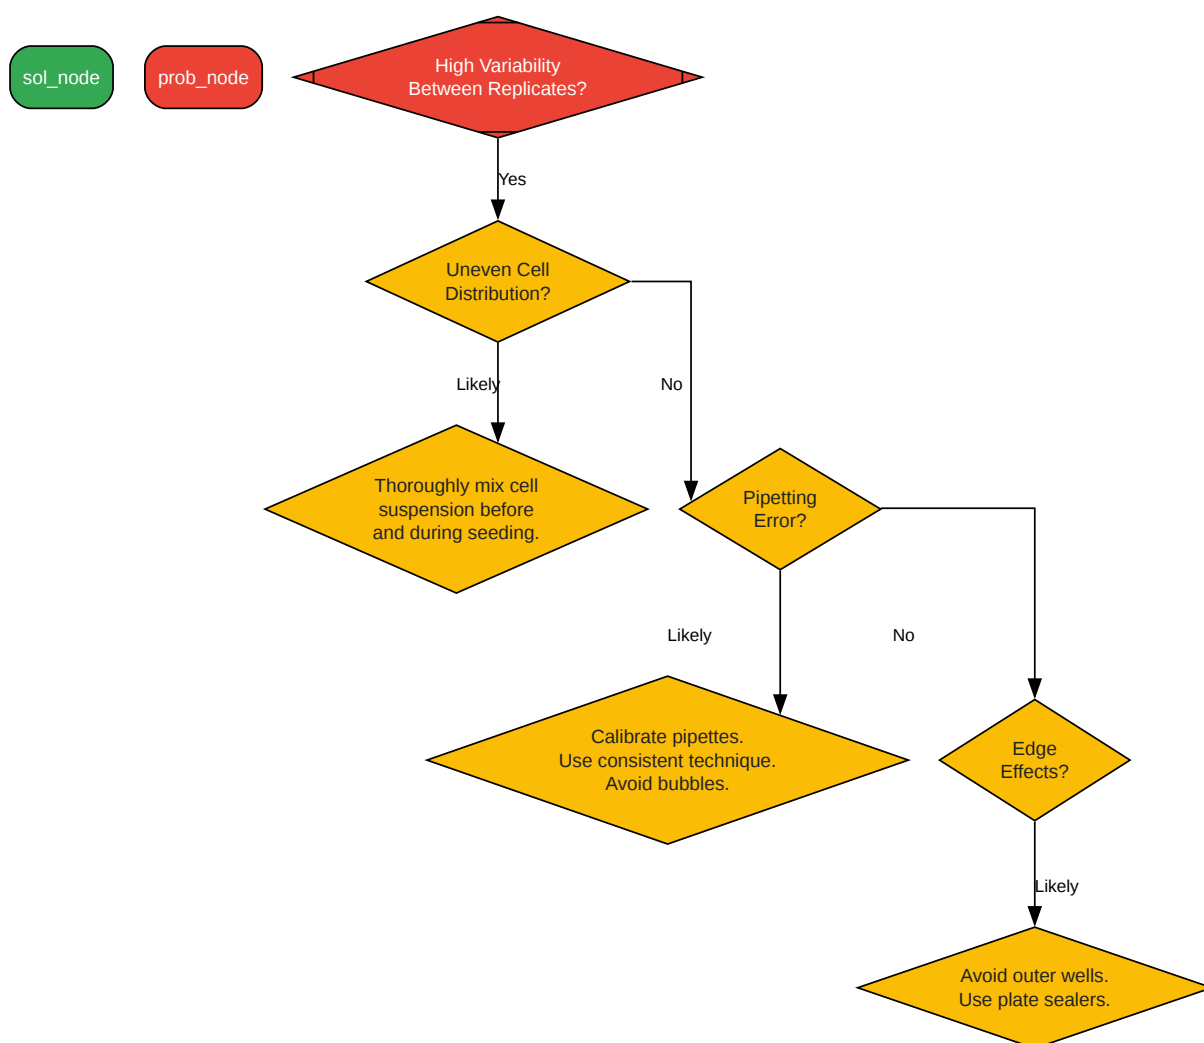 sol_node
prob_node
High Variability
Between Replicates?
Yes
Uneven Cell
Distribution?
Likely
No
Thoroughly mix cell
suspension before
and during seeding.
Pipetting
Error?
Likely
No
Calibrate pipettes.
Use consistent technique.
Avoid bubbles.
Edge
Effects?
Likely
Avoid outer wells.
Use plate sealers.